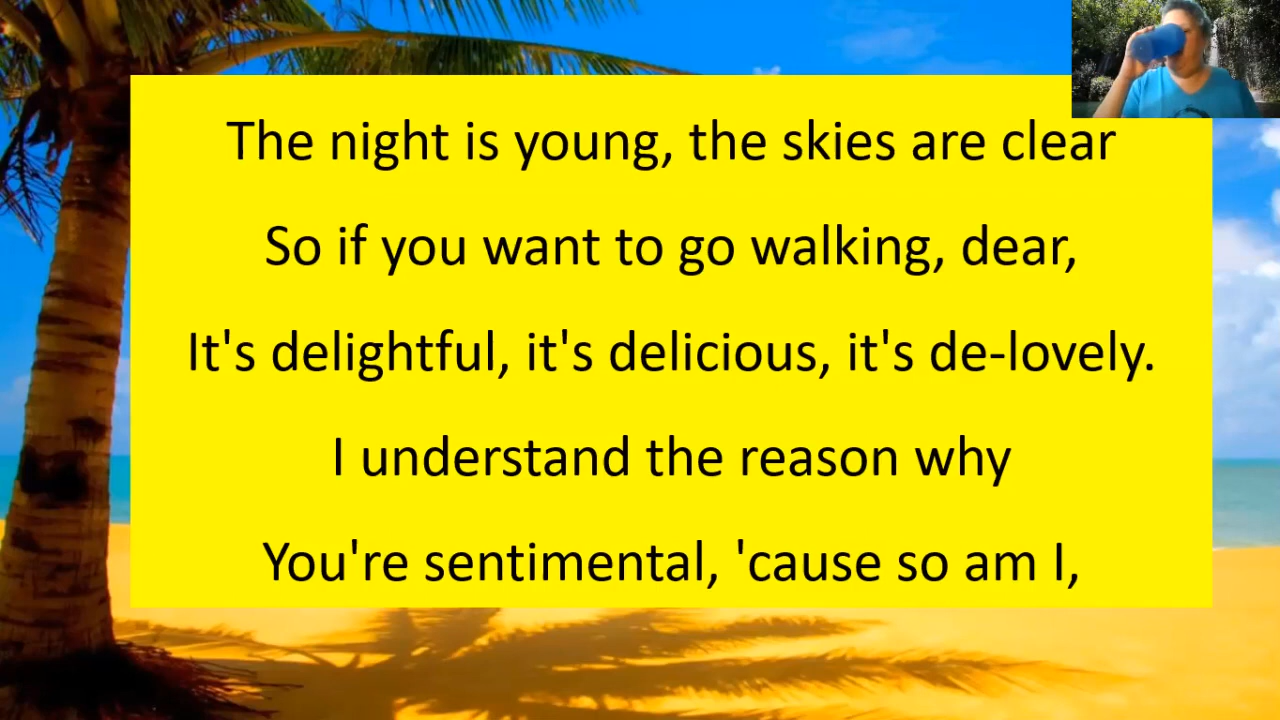 The night is young, the skies are clear
So if you want to go walking, dear,
It's delightful, it's delicious, it's de-lovely.
I understand the reason why
You're sentimental, 'cause so am I,